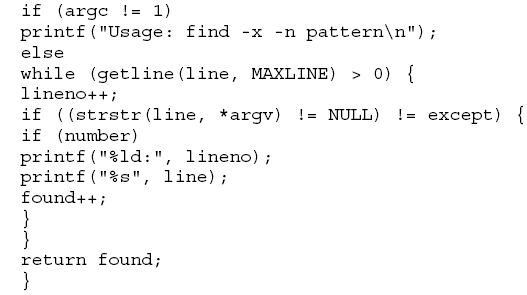 if (argc != 1)
printf("Usage: find -x -n pattern\n");
else
while (getline(line, MAXLINE) > 0) {
lineno++;
if ((strstr(line, *argv) != NULL) != except) {
if (number)
printf("%ld:", lineno);
printf("%s", line);
found++;
}
}
return found;
}